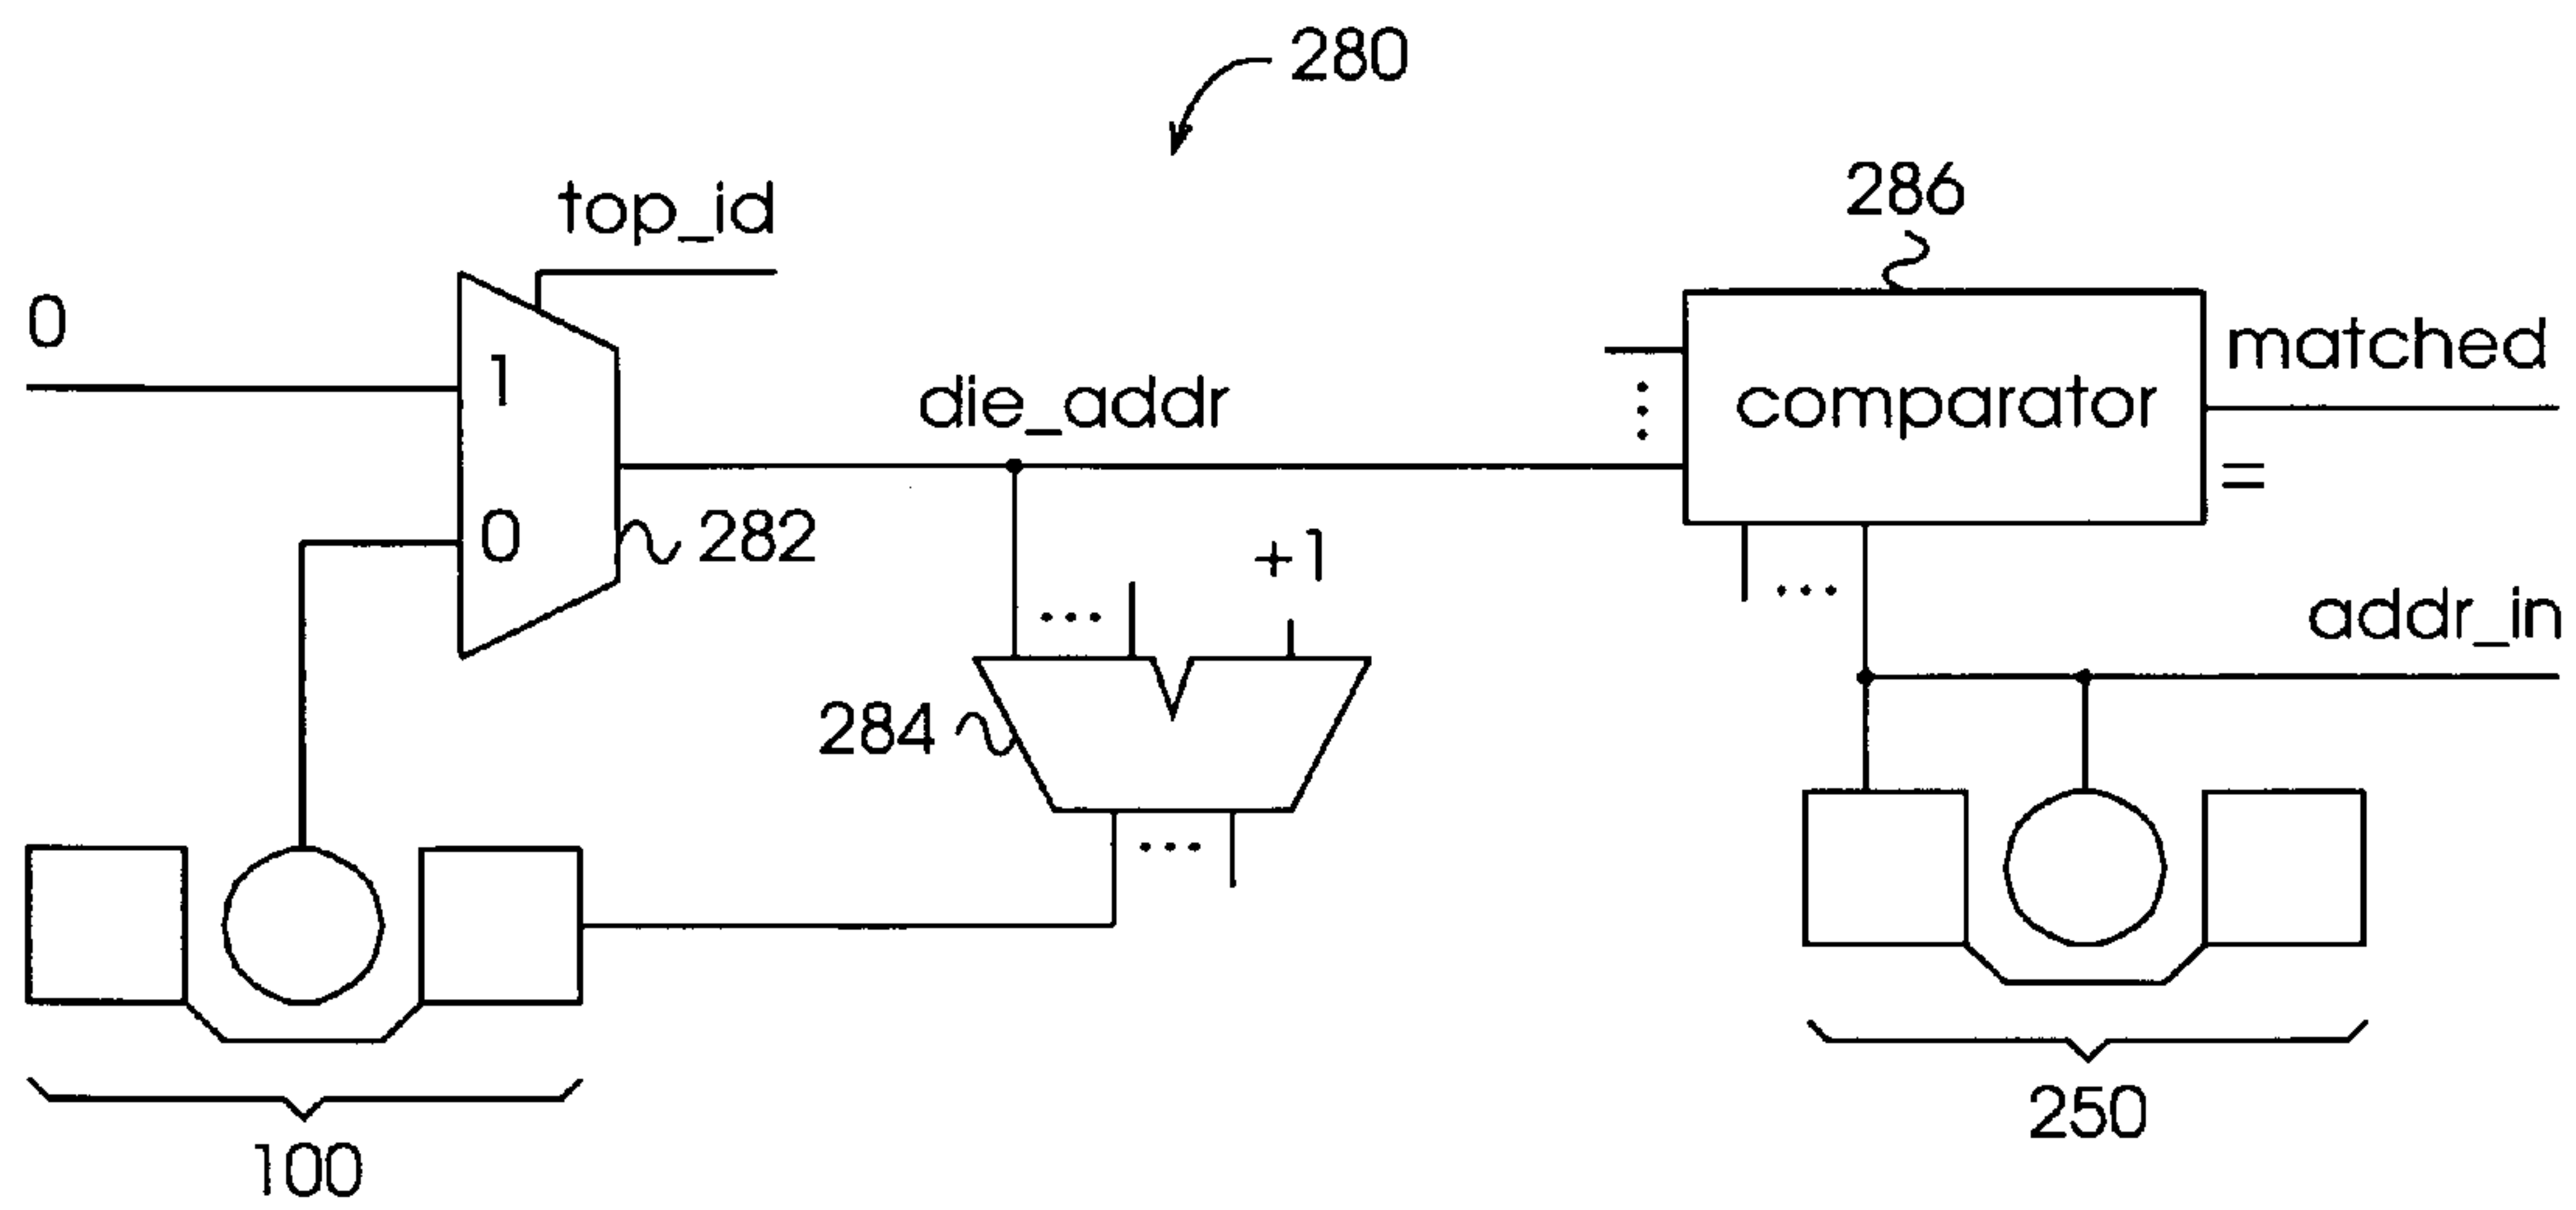 280
286
top_id
0
1
matched
die_addr
comparator
=
0
282
+1
addr_in
284
250
100